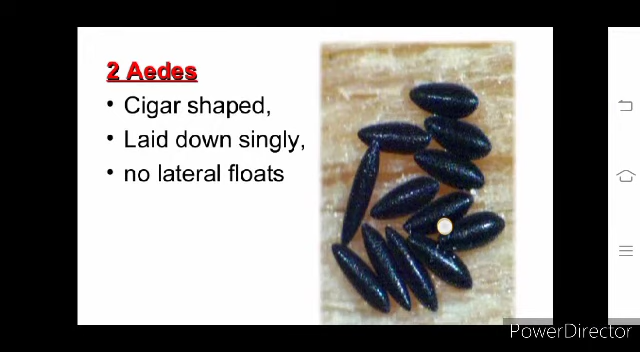 2 Aedes
• Cigar shaped,
• Laid down singly,
• no lateral floats
PowerDirector